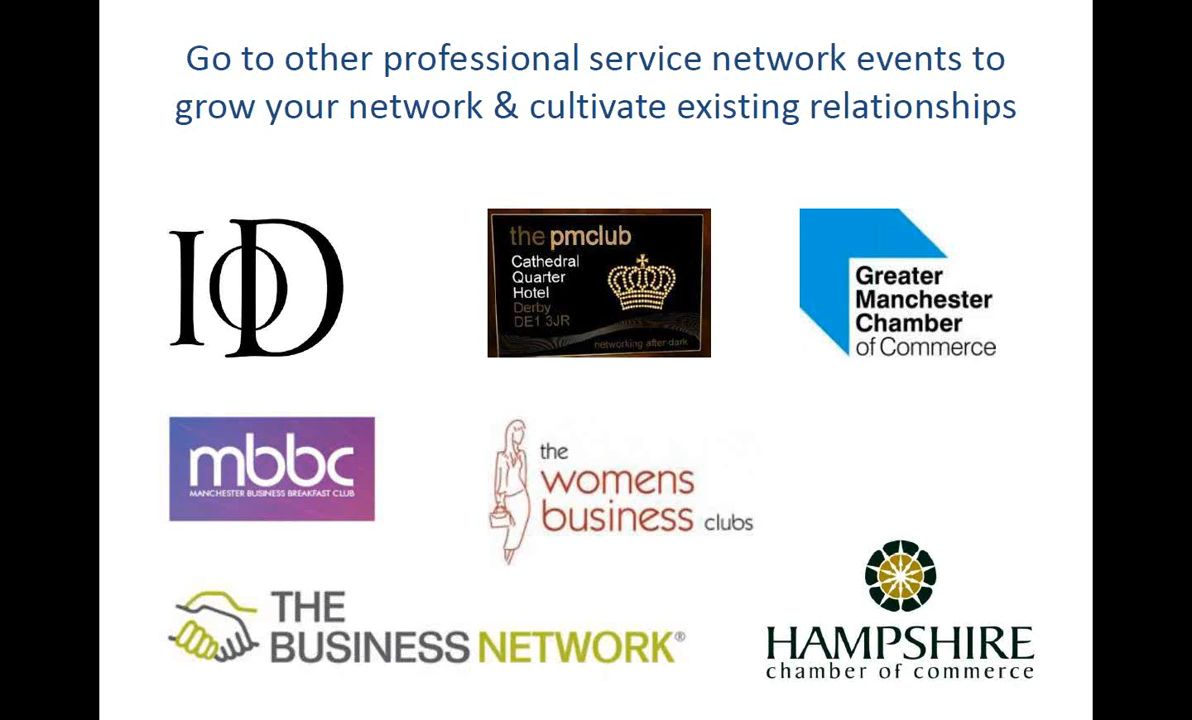 Go to other professional service network events to
grow your network & cultivate existing relationships
IoD
the pmclub
Cathedral
Quarter
Hotel
Derby
DE1 3JR
networking after dark
Greater
Manchester
Chamber
of Commerce
mbbc
MANCHESTER BUSINESS BREAKFAST CLUB
the
womens
business clubs
THE
BUSINESS NETWORK®
HAMPSHIRE
chamber of commerce